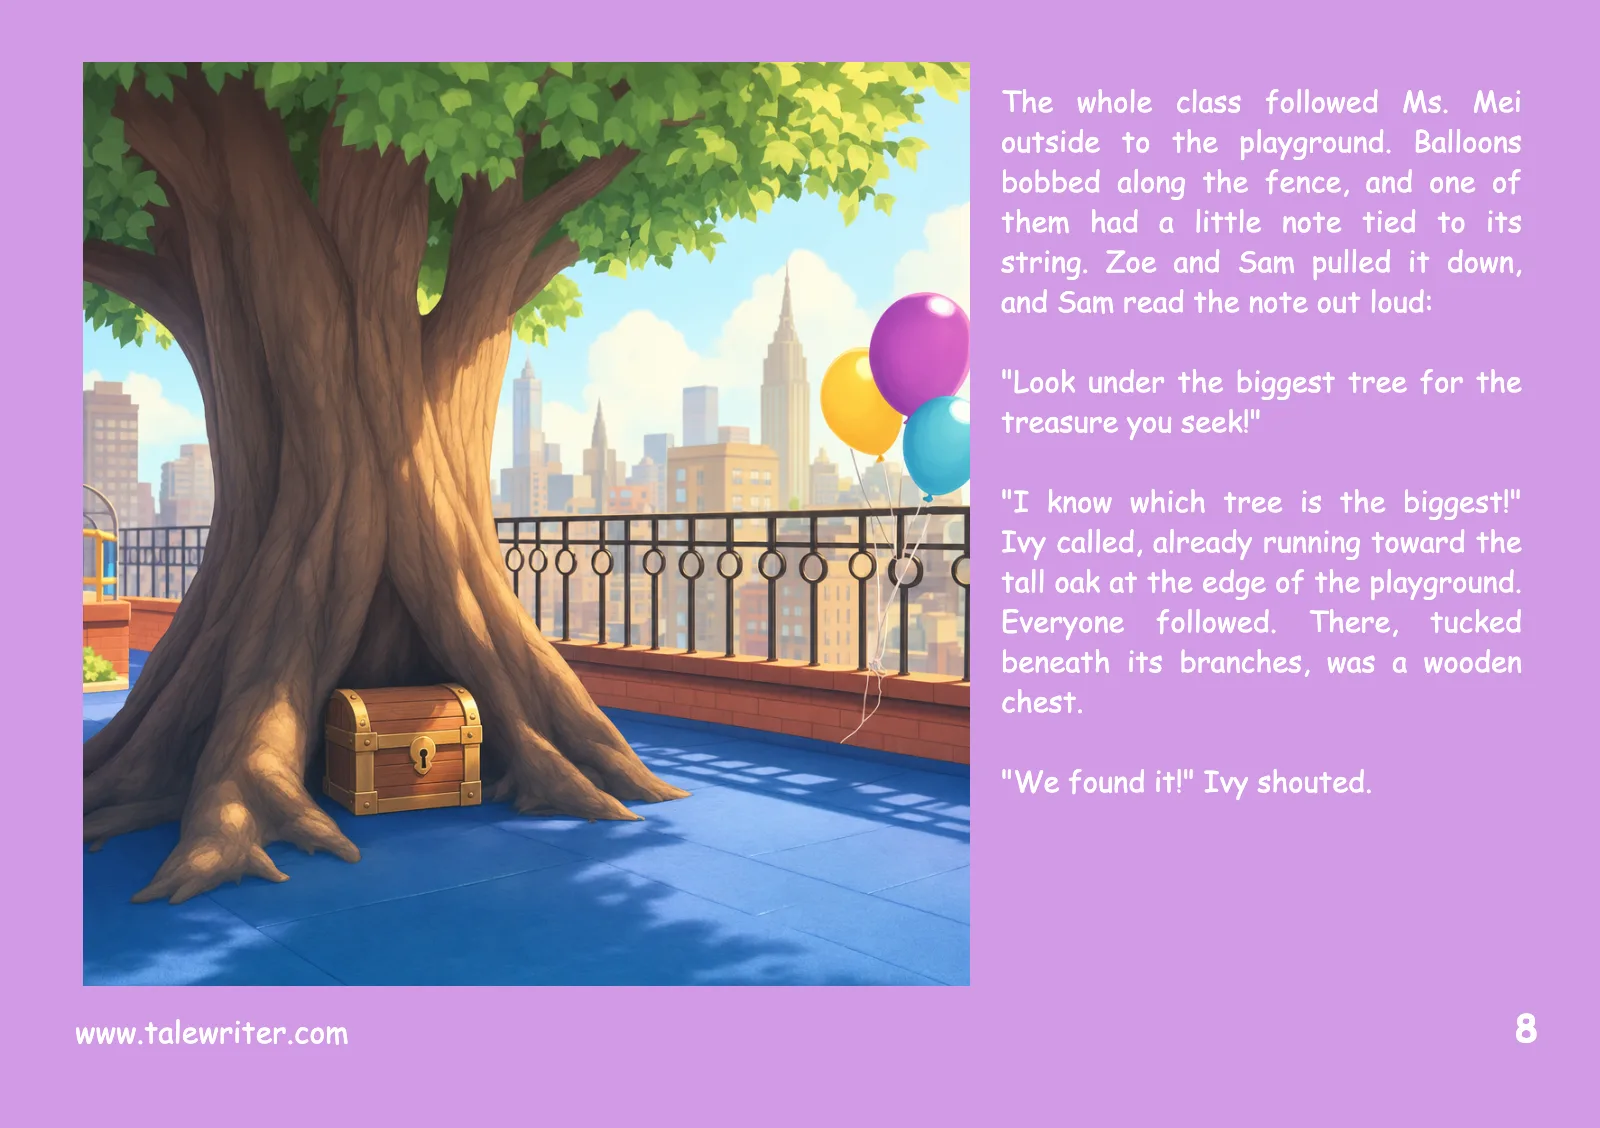 The whole class followed Ms. Mei
outside to the playground. Balloons
bobbed along the fence, and one of
them had a little note tied to its
string. Zoe and Sam pulled it down,
and Sam read the note out loud:
"Look under the biggest tree for the
treasure you seek!"
"I know which tree is the biggest!"
Ivy called, already running toward the
tall oak at the edge of the playground.
Everyone followed. There, tucked
beneath its branches, was a wooden
chest.
"We found it!" Ivy shouted.
www.talewriter.com
8